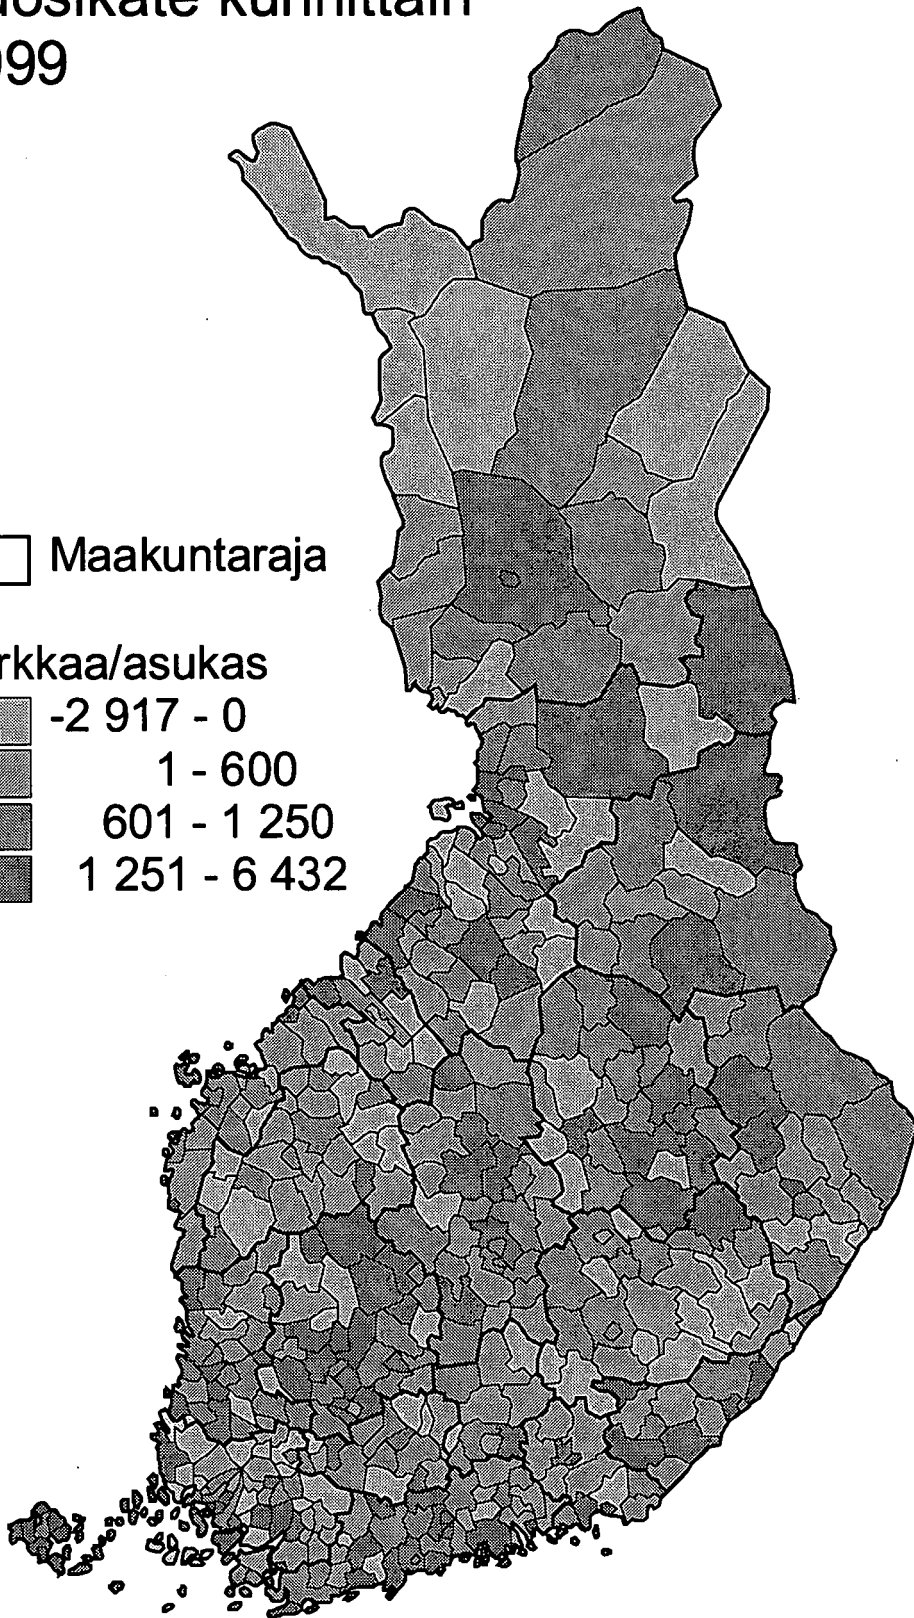 uosikate kunnittain
999
Maakuntaraja
rkkaa/asukas
-2 917 - 0
1 - 600
601 - 1 250
1 251 - 6 432